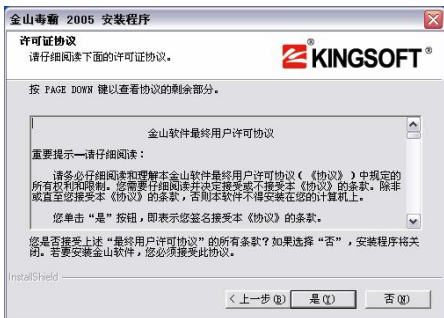 金山毒霸 2005 安装程序
许可证协议
请仔细阅读下面的许可证协议。
KINGSOFT®
按 PAGE DOWN 键以查看协议的剩余部分。
金山软件最终用户许可协议
重要提示—请仔细阅读：
请务必仔细阅读和理解本金山软件最终用户许可协议（《协议》）中规定的
所有权利和限制。您需要仔细阅读并决定接受或不接受本《协议》的条款。除非
或直至您接受本《协议》的条款，否则本软件不得安装在您的计算机上。
您单击“是”按钮，即表示您签名接受本《协议》的条款。
您是否接受上述“最终用户许可协议”的所有条款？如果选择“否”，安装程序将关
闭。若要安装金山软件，您必须接受此协议。
InstallShield
< 上一步(B)
是(Y)
否(N)